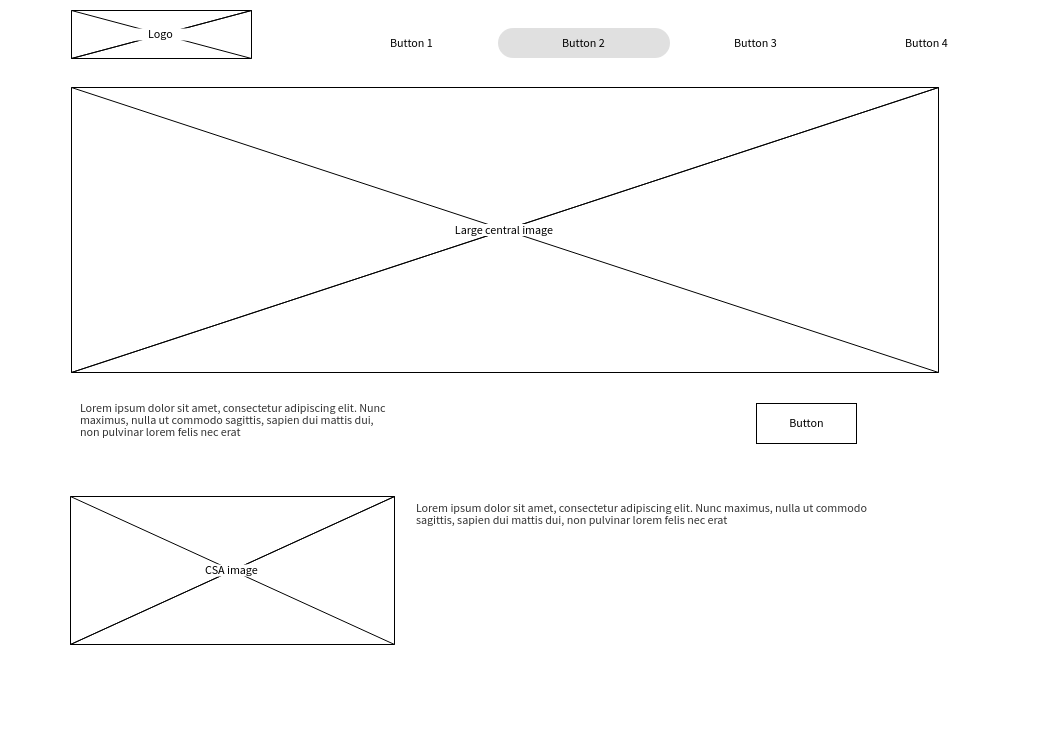 Logo
Button 1
Button 2
Button 3
Button 4
Large central image
Lorem ipsum dolor sit amet, consectetur adipiscing elit. Nunc
maximus, nulla ut commodo sagittis, sapien dui mattis dui,
non pulvinar lorem felis nec erat
Button
CSA image
Lorem ipsum dolor sit amet, consectetur adipiscing elit. Nunc maximus, nulla ut commodo
sagittis, sapien dui mattis dui, non pulvinar lorem felis nec erat